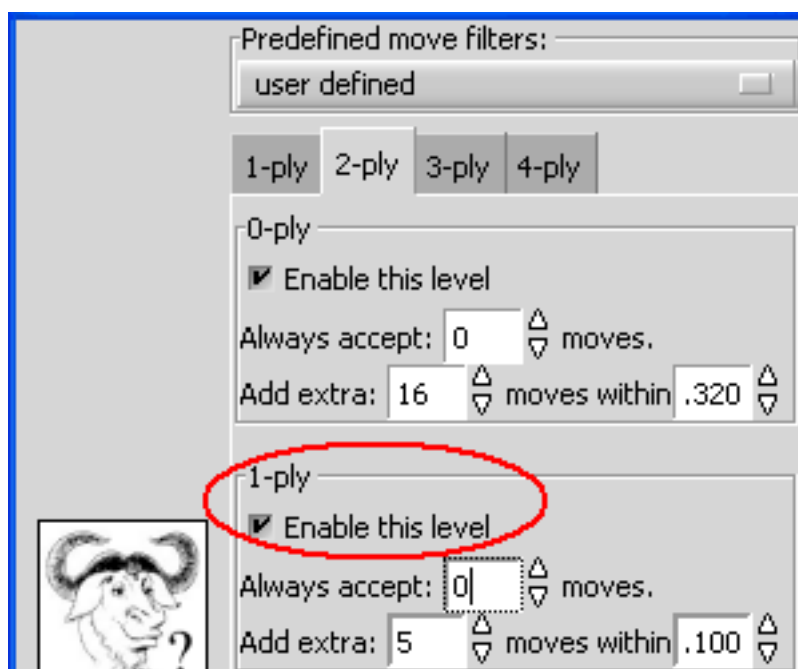 Predefined move filters:
user defined
1-ply 2-ply 3-ply 4-ply
0-ply
Enable this level
Always accept: 0 moves.
Add extra: 16 moves within .320
1-ply
Enable this level
Always accept: 0 moves.
Add extra: 5 moves within .100
?